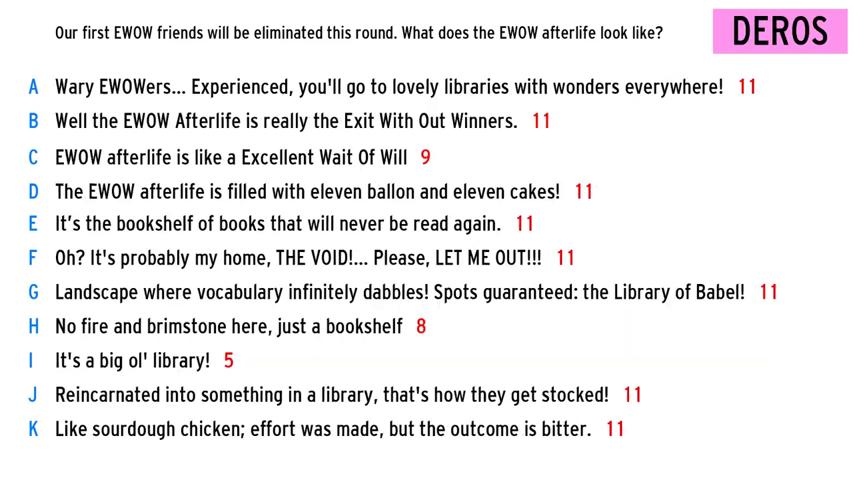 Our first EWOW friends will be eliminated this round. What does the EWOW afterlife look like?
DEROS
A Wary EWOWers... Experienced, you'll go to lovely libraries with wonders everywhere! 11
B Well the EWOW Afterlife is really the Exit With Out Winners. 11
C EWOW afterlife is like a Excellent Wait Of Will 9
D The EWOW afterlife is filled with eleven ballon and eleven cakes! 11
E It’s the bookshelf of books that will never be read again. 11
F Oh? It's probably my home, THE VOID!... Please, LET ME OUT!!! 11
G Landscape where vocabulary infinitely dabbles! Spots guaranteed: the Library of Babel! 11
H No fire and brimstone here, just a bookshelf 8
I It's a big ol' library! 5
J Reincarnated into something in a library, that's how they get stocked! 11
K Like sourdough chicken; effort was made, but the outcome is bitter. 11